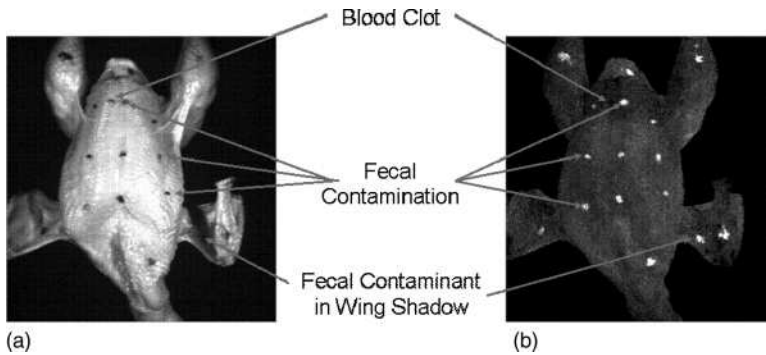 Blood Clot
Fecal
Contamination
Fecal Contaminant
in Wing Shadow
(a)
(b)